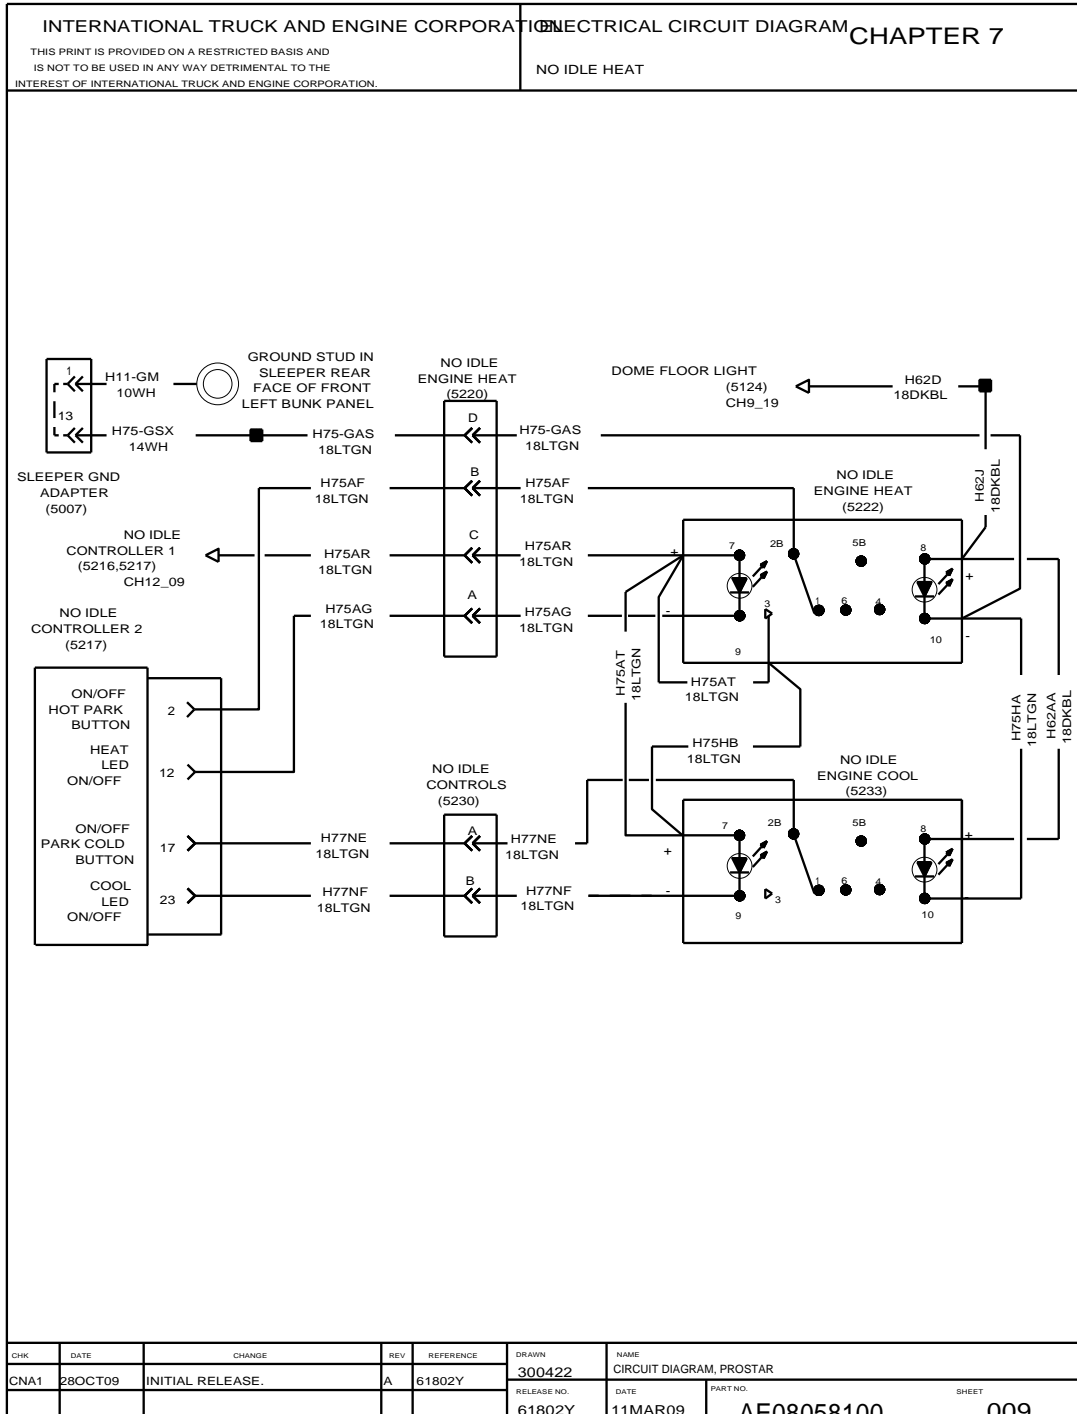 INTERNATIONAL TRUCK AND ENGINE CORPORATION
ELECTRICAL CIRCUIT DIAGRAM
CHAPTER 7
THIS PRINT IS PROVIDED ON A RESTRICTED BASIS AND
IS NOT TO BE USED IN ANY WAY DETRIMENTAL TO THE
INTEREST OF INTERNATIONAL TRUCK AND ENGINE CORPORATION.
NO IDLE HEAT
1
13
H11-GM
10WH
H75-GSX
14WH
SLEEPER GND
ADAPTER
(5007)
GROUND STUD IN
SLEEPER REAR
FACE OF FRONT
LEFT BUNK PANEL
NO IDLE
ENGINE HEAT
(5220)
D
B
C
A
H75-GAS
18LTGN
H75-GAS
18LTGN
H75AF
18LTGN
H75AF
18LTGN
H75AR
18LTGN
H75AR
18LTGN
H75AG
18LTGN
H75AG
18LTGN
DOME FLOOR LIGHT
(5124)
CH9_19
H62D
18DKBL
H62J
18DKBL
NO IDLE
CONTROLLER 1
(5216,5217)
CH12_09
NO IDLE
CONTROLLER 2
(5217)
ON/OFF
HOT PARK
BUTTON
2
HEAT
LED
ON/OFF
12
ON/OFF
PARK COLD
BUTTON
17
COOL
LED
ON/OFF
23
NO IDLE
ENGINE HEAT
(5222)
+
-
7
2B
5B
8
3
1
6
4
9
10
+
-
H75AT
18LTGN
H75AT
18LTGN
H75HB
18LTGN
H75HA
18LTGN
H62AA
18DKBL
NO IDLE
CONTROLS
(5230)
A
B
H77NE
18LTGN
H77NE
18LTGN
H77NF
18LTGN
H77NF
18LTGN
NO IDLE
ENGINE COOL
(5233)
7
2B
5B
8
+
+
-
-
1
6
4
3
9
10
CHK
DATE
CHANGE
REV
REFERENCE
CNA1
28OCT09
INITIAL RELEASE.
A
61802Y
DRAWN
300422
NAME
CIRCUIT DIAGRAM, PROSTAR
RELEASE NO.
61802Y
DATE
11MAR09
PART NO.
AE08058100
SHEET
009